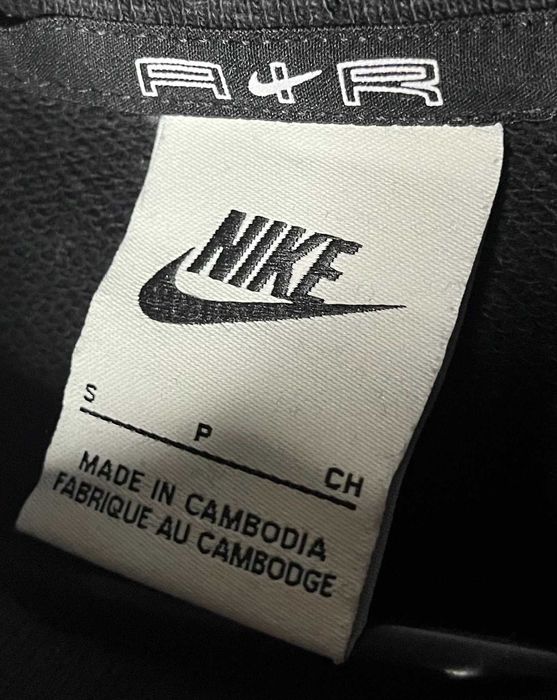 A+R
NIKE
S P CH
MADE IN CAMBODIA
FABRIQUE AU CAMBODGE